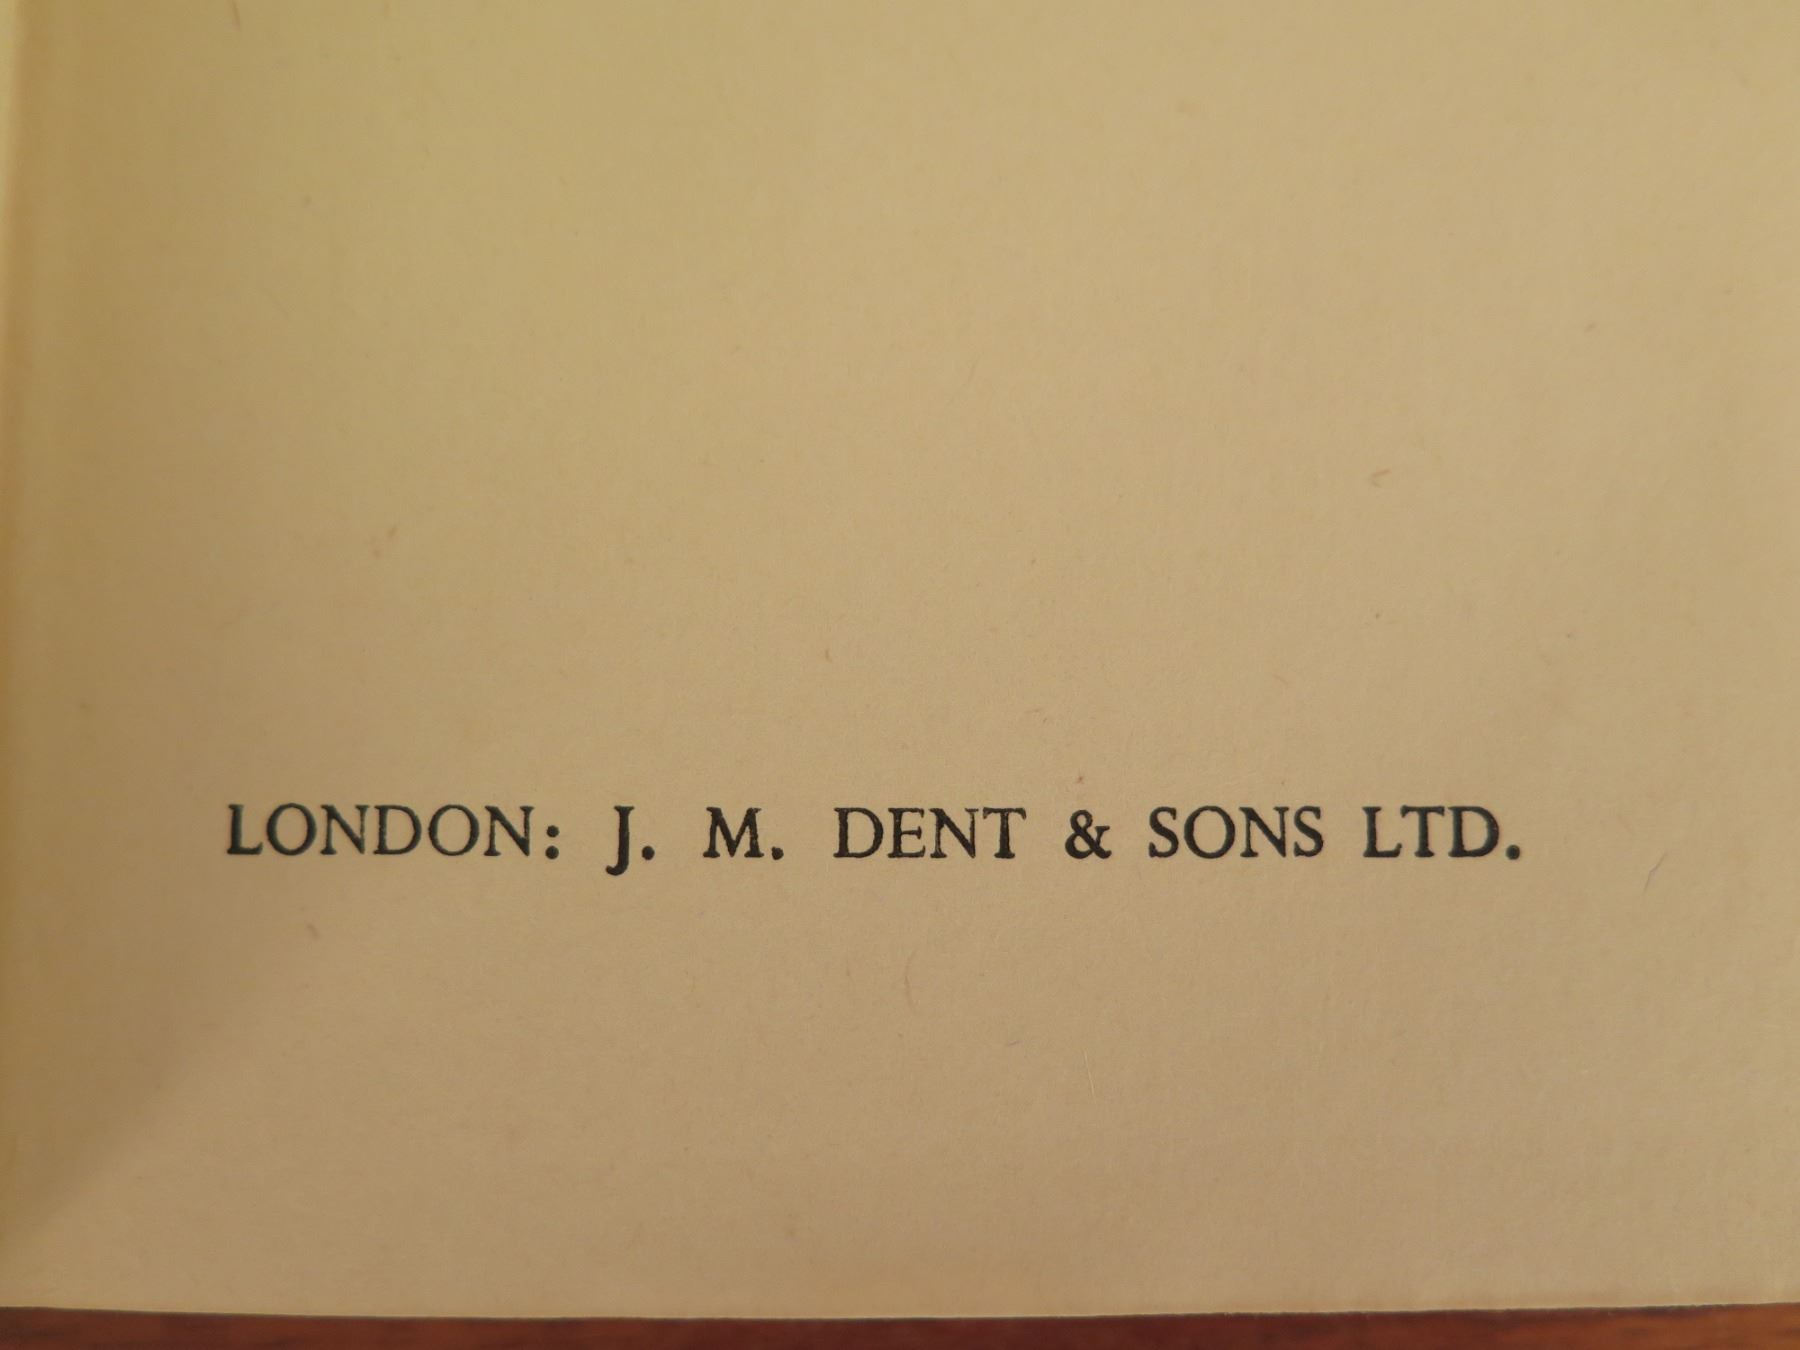 LONDON: J. M. DENT & SONS LTD.